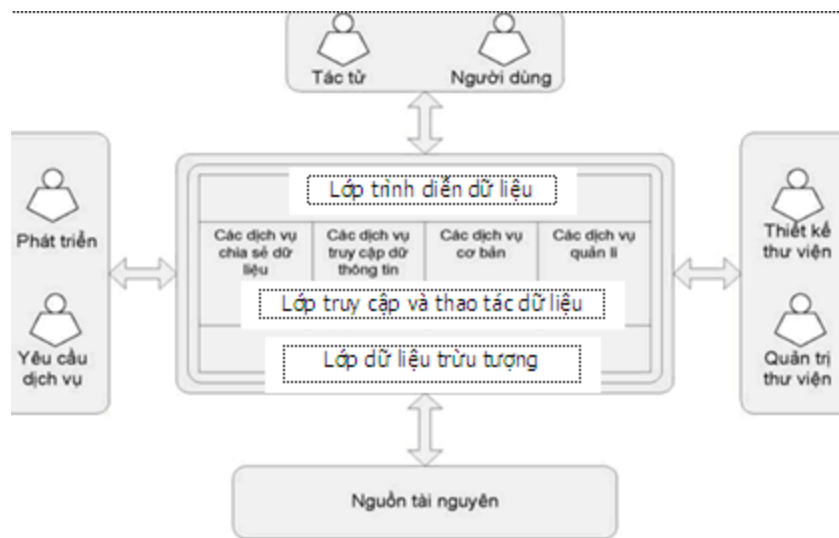 Tác tử
Người dùng
Phát triển
Yêu cầu
dịch vụ
Lớp trình diễn dữ liệu
Các dịch vụ
chia sẻ dữ
liệu
Các dịch vụ
truy cập dữ
thông tin
Các dịch vụ
cơ bản
Các dịch vụ
quản lí
Lớp truy cập và thao tác dữ liệu
Lớp dữ liệu trừu tượng
Thiết kế
thư viện
Quản trị
thư viện
Nguồn tài nguyên